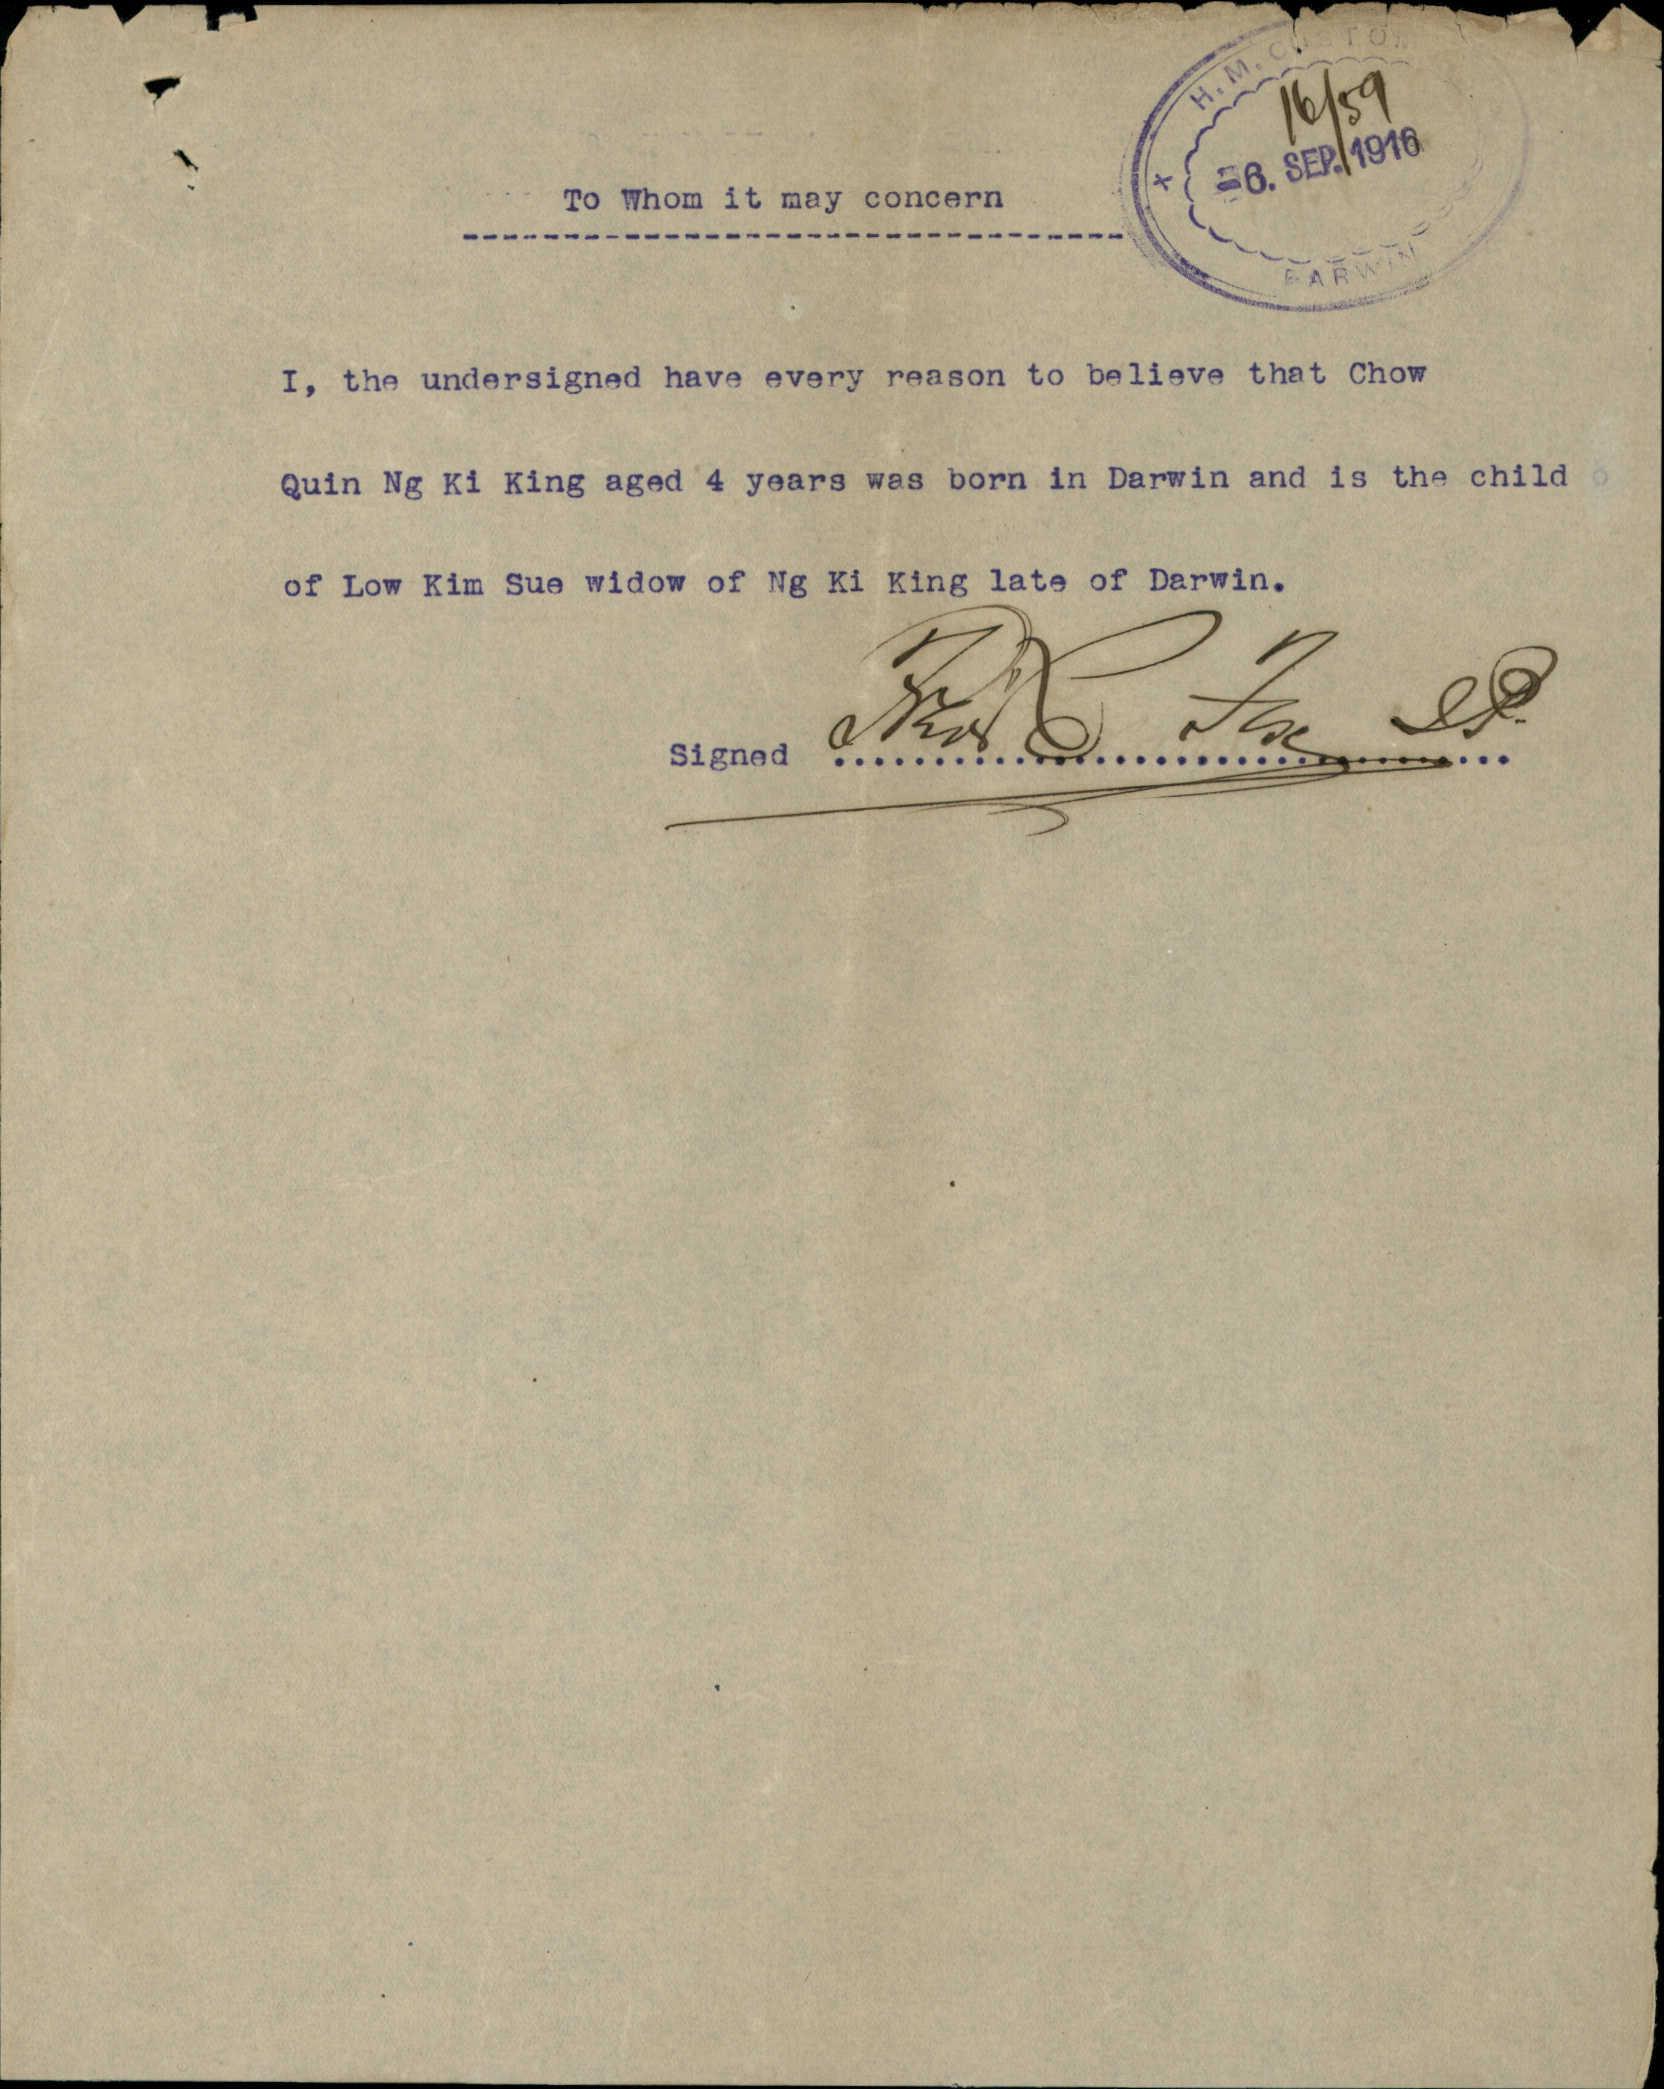 H.M. CUSTOMS
16/59
-6. SEP. 1916
DARWIN
To Whom it may concern
I, the undersigned have every reason to believe that Chow
Quin Ng Ki King aged 4 years was born in Darwin and is the child
of Low Kim Sue widow of Ng Ki King late of Darwin.
Signed